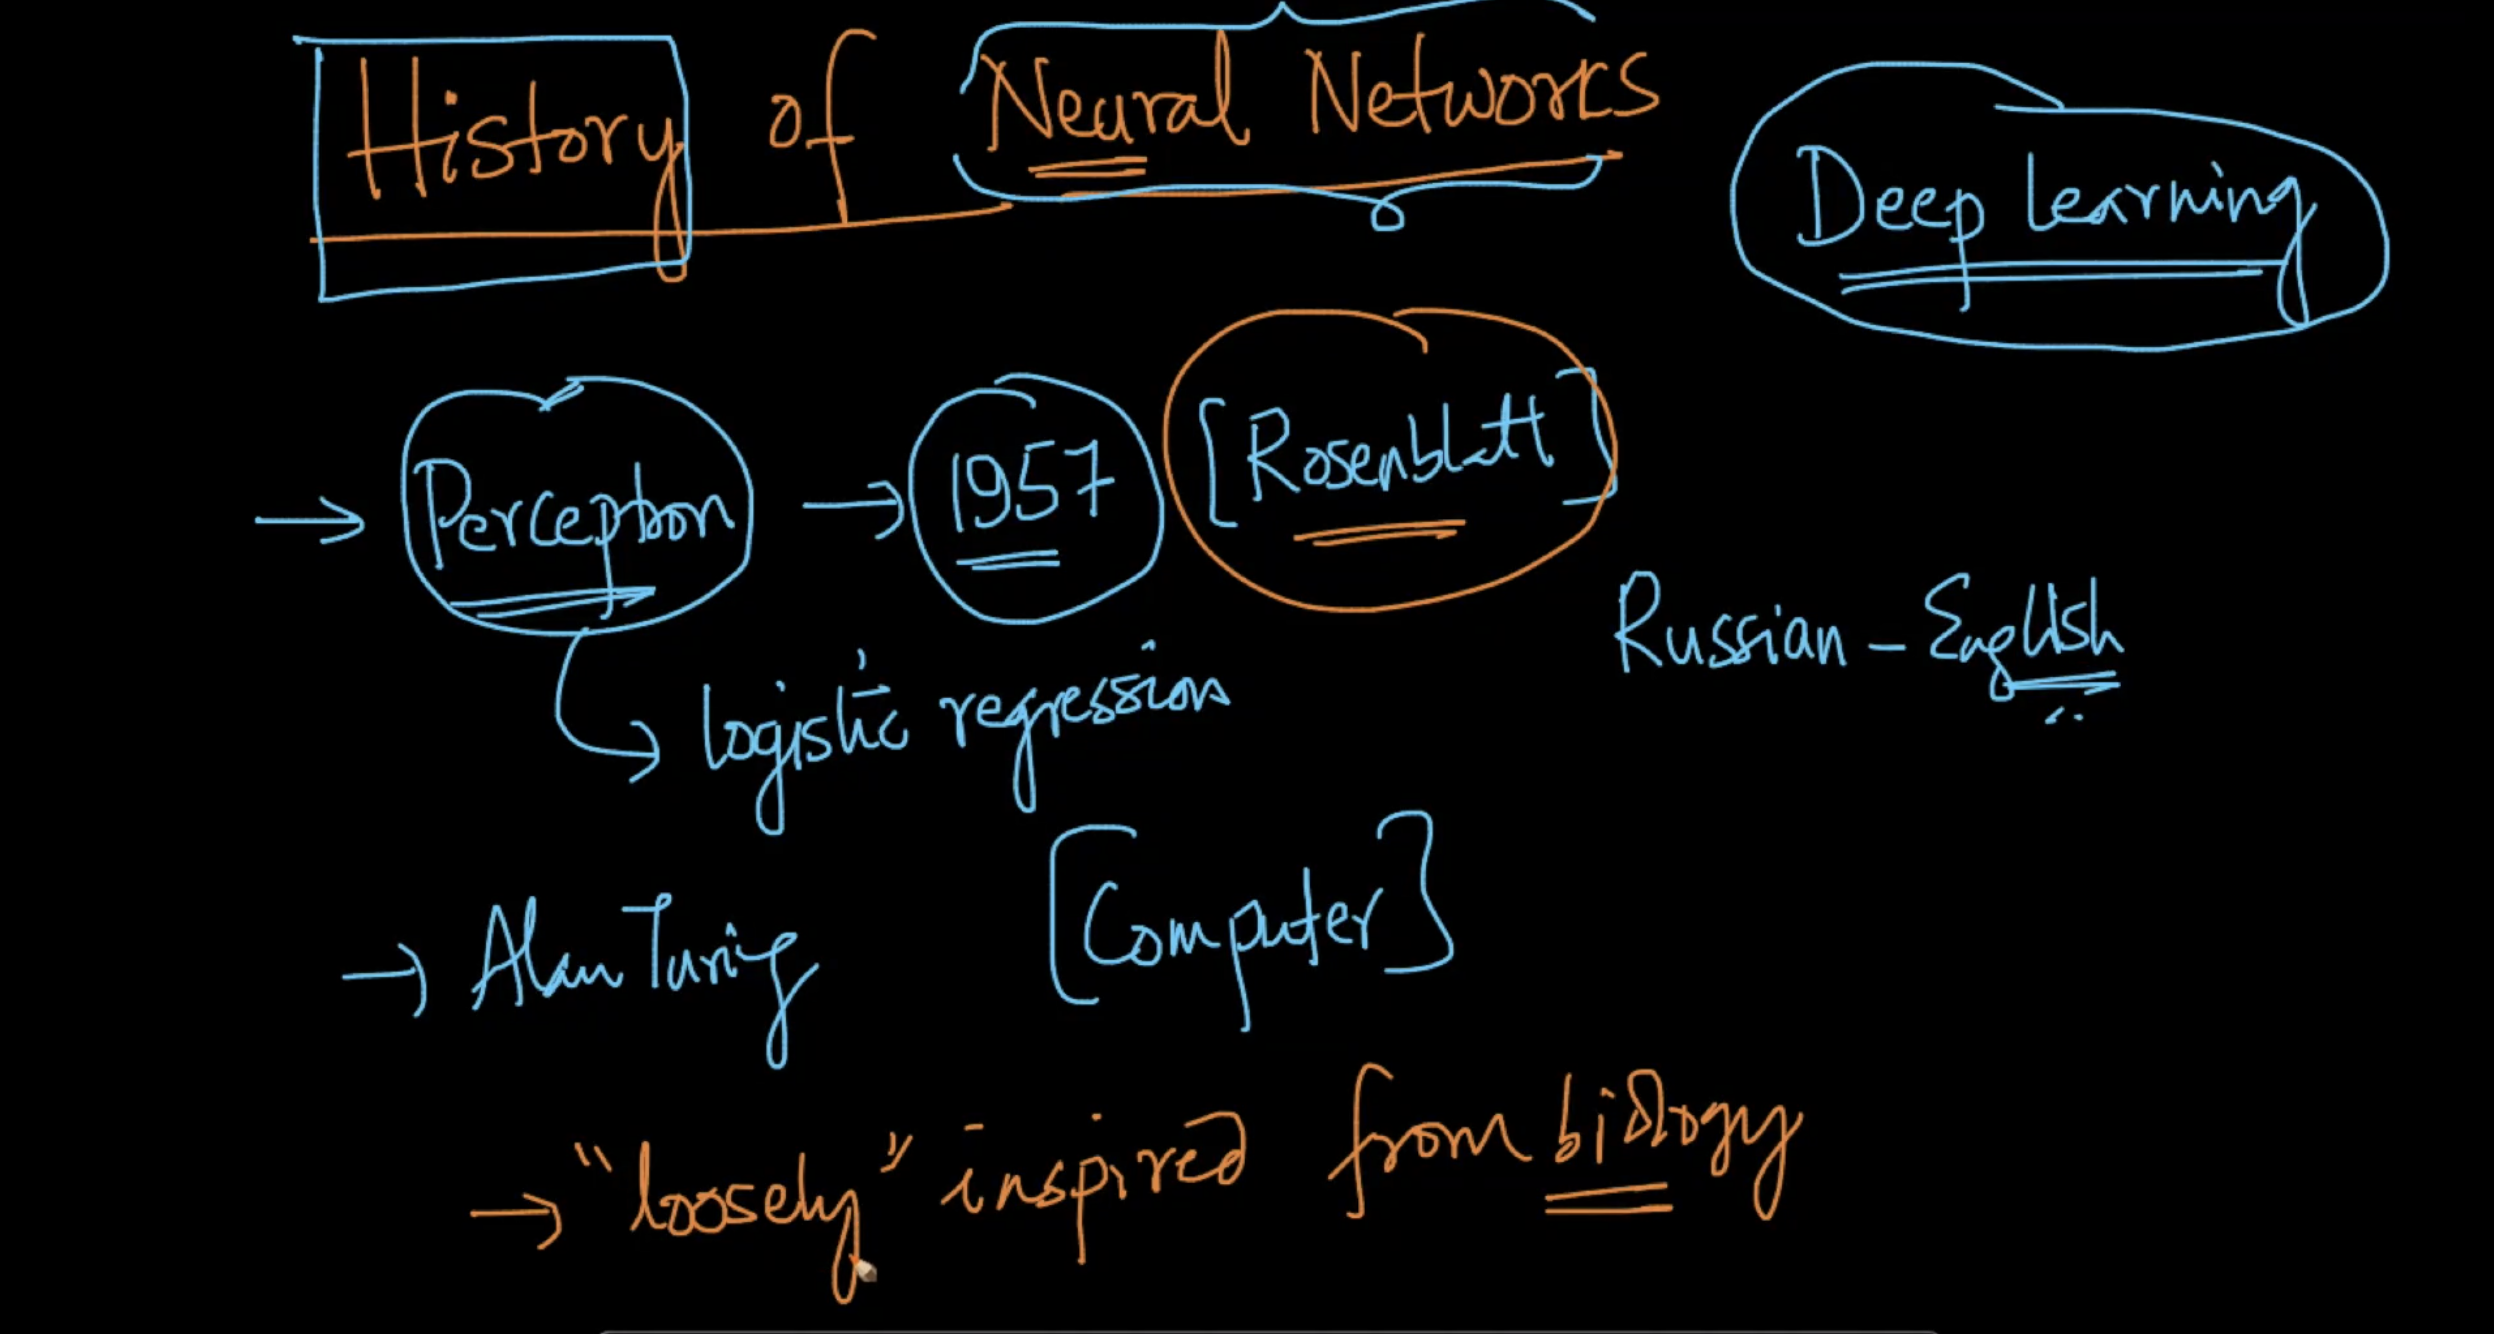 History of Neural Networks
Deep Learning
→ Perceptron → 1957 [Rosenblatt]
Russian - English
→ logistic regression
→ Alan Turing [Computer]
→ "loosely" inspired from biology